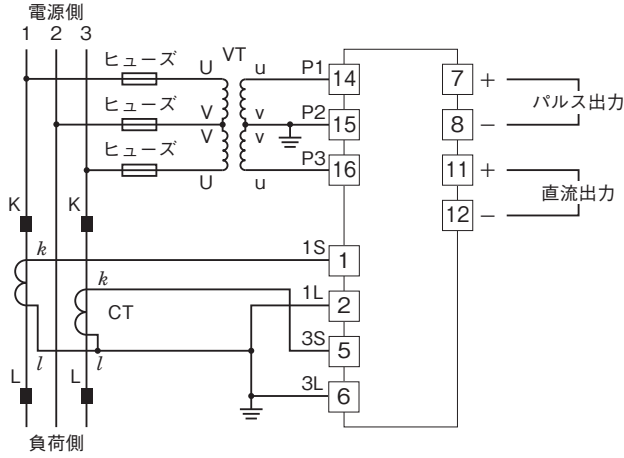 電源側
1 2 3
ヒューズ U VT u P1 14 7 +
パルス出力
ヒューズ V v P2 15 8 −
ヒューズ V v
U u P3 16 11 +
直流出力
12 −
K K
k 1S 1
k 1L 2
CT
3S 5
l l
L L 3L 6
負荷側